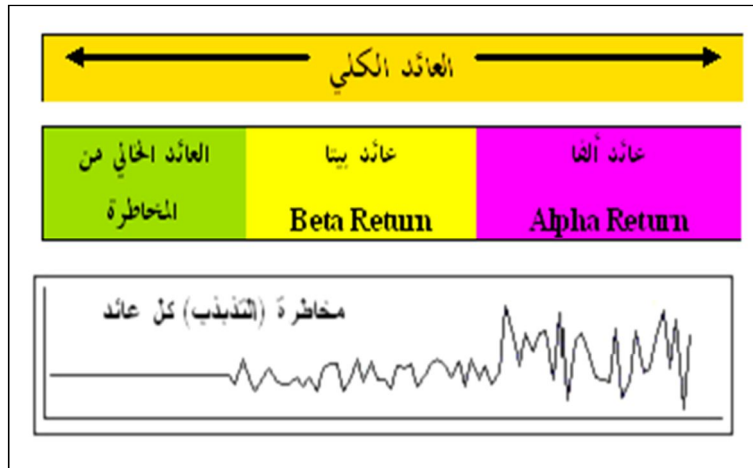 العائد الكلي
العائد الخالي من
المخاطرة
عائد بيتا
Beta Return
عائد ألفا
Alpha Return
مخاطرة (التذبذب) كل عائد